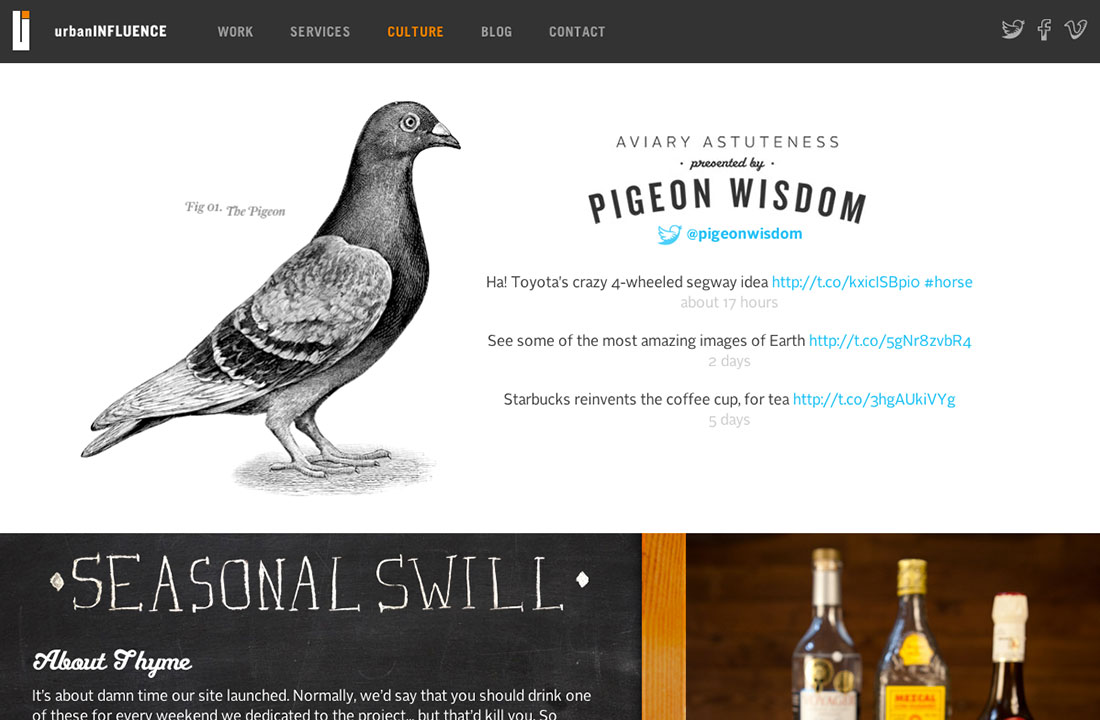 urbanINFLUENCE
WORK SERVICES CULTURE BLOG CONTACT
Fig 01. The Pigeon
AVIARY ASTUTENESS
· presented by ·
PIGEON WISDOM
@pigeonwisdom
Ha! Toyota's crazy 4-wheeled segway idea http://t.co/kxiclSBpi0 #horse
about 17 hours
See some of the most amazing images of Earth http://t.co/5gNr8zvbR4
2 days
Starbucks reinvents the coffee cup, for tea http://t.co/3hgAUkiVYg
5 days
SEASONAL SWILL
About Thyme
It's about damn time our site launched. Normally, we'd say that you should drink one
of these for every weekend we dedicated to the project... but that'd kill you. So
MEZCAL